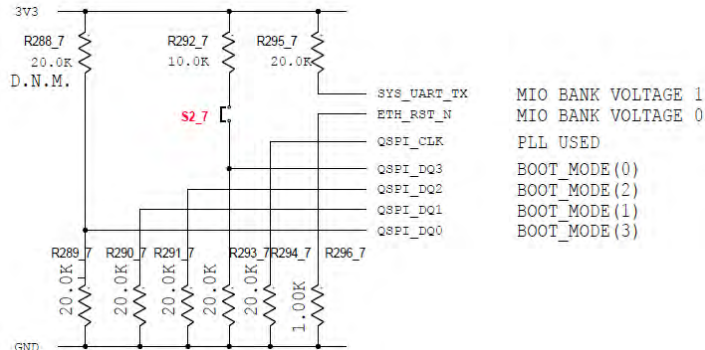 3V3
R288_7
20.0K
D.N.M.
R292_7
10.0K
R295_7
20.0K
S2_7
SYS_UART_TX MIO BANK VOLTAGE 1
ETH_RST_N MIO BANK VOLTAGE 0
QSPI_CLK PLL USED
QSPI_DQ3 BOOT_MODE(0)
QSPI_DQ2 BOOT_MODE(2)
QSPI_DQ1 BOOT_MODE(1)
QSPI_DQ0 BOOT_MODE(3)
R289_7 R290_7 R291_7 R293_7 R294_7 R296_7
20.0K 20.0K 20.0K 20.0K 20.0K 1.00K
GND